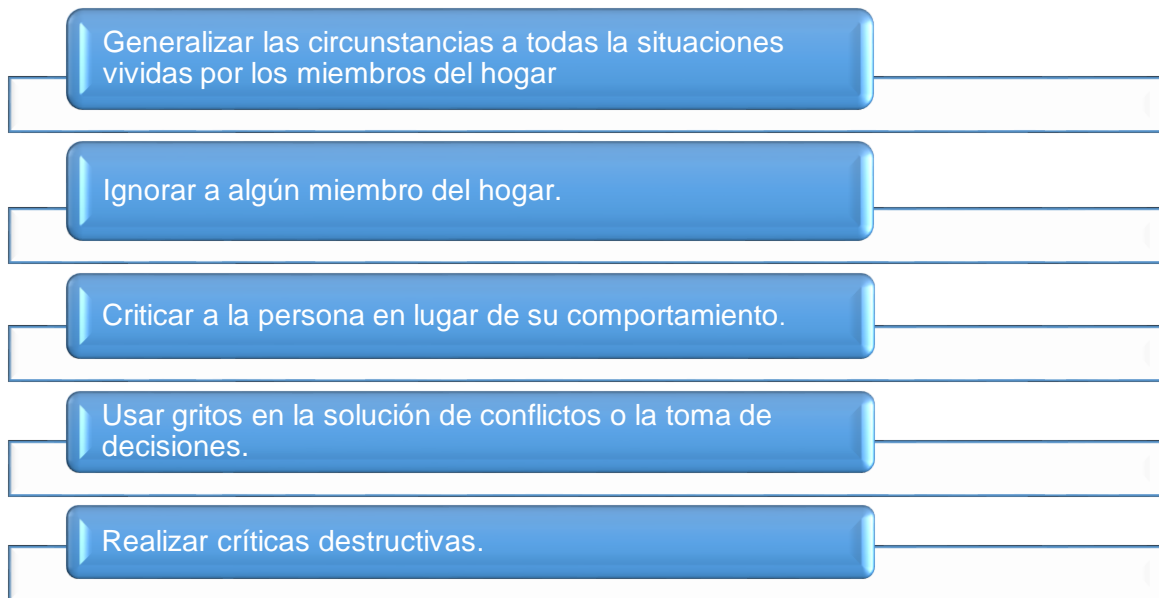 Generalizar las circunstancias a todas la situaciones
vividas por los miembros del hogar
Ignorar a algún miembro del hogar.
Criticar a la persona en lugar de su comportamiento.
Usar gritos en la solución de conflictos o la toma de
decisiones.
Realizar críticas destructivas.